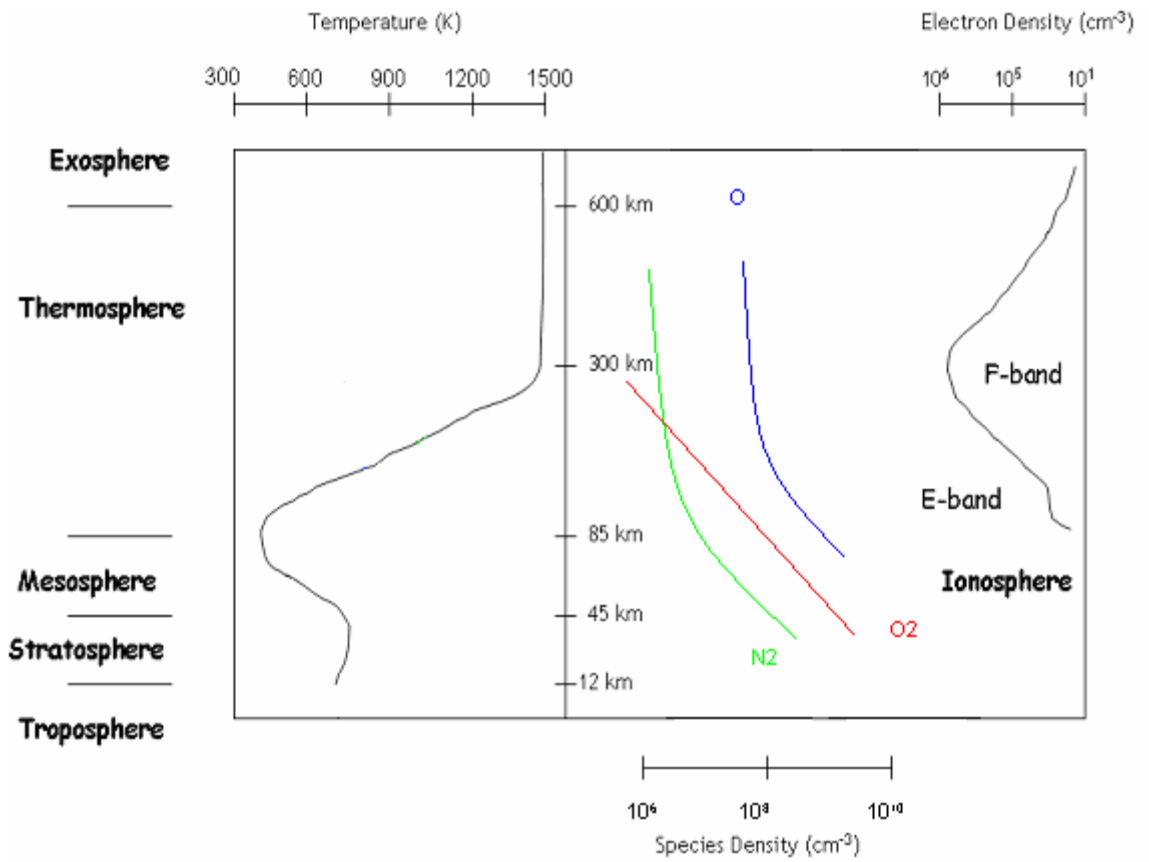 Temperature (K)
Electron Density (cm-3)
300 600 900 1200 1500
10⁶ 10⁵ 10¹
Exosphere
600 km
O
Thermosphere
300 km
F-band
E-band
85 km
Mesosphere
Ionosphere
45 km
O2
Stratosphere
N2
12 km
Troposphere
10⁶ 10⁸ 10¹⁰
Species Density (cm-3)